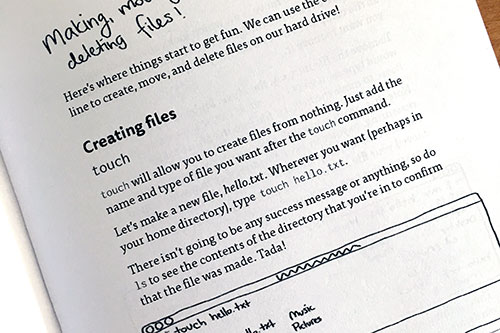 Making, mo
deleting files!
Here's where things start to get fun. We can use the
line to create, move, and delete files on our hard drive!
Creating files
touch
touch will allow you to create files from nothing. Just add the
name and type of file you want after the touch command.
Let's make a new file, hello.txt. Wherever you want (perhaps in
your home directory), type touch hello.txt.
There isn't going to be any success message or anything, so do
ls to see the contents of the directory that you're in to confirm
that the file was made. Tada!
touch hello.txt
hello.txt Music
Pictures